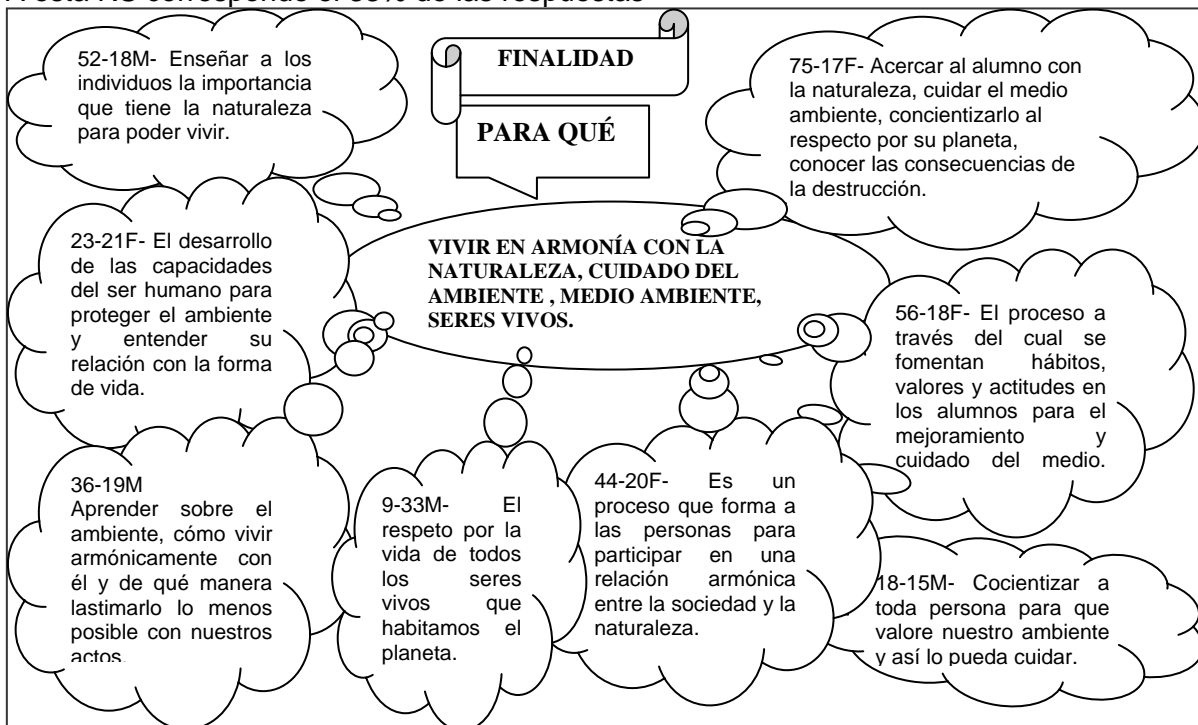 52-18M- Enseñar a los
individuos la importancia
que tiene la naturaleza
para poder vivir.
FINALIDAD
PARA QUÉ
75-17F- Acercar al alumno con
la naturaleza, cuidar el medio
ambiente, concientizarlo al
respecto por su planeta,
conocer las consecuencias de
la destrucción.
23-21F- El desarrollo
de las capacidades
del ser humano para
proteger el ambiente
y entender su
relación con la forma
de vida.
VIVIR EN ARMONÍA CON LA
NATURALEZA, CUIDADO DEL
AMBIENTE , MEDIO AMBIENTE,
SERES VIVOS.
56-18F- El proceso a
través del cual se
fomentan hábitos,
valores y actitudes en
los alumnos para el
mejoramiento y
cuidado del medio.
36-19M
Aprender sobre el
ambiente, cómo vivir
armónicamente con
él y de qué manera
lastimarlo lo menos
posible con nuestros
actos.
9-33M- El
respeto por la
vida de todos
los seres
vivos que
habitamos el
planeta.
44-20F- Es un
proceso que forma a
las personas para
participar en una
relación armónica
entre la sociedad y la
naturaleza.
18-15M- Cocientizar a
toda persona para que
valore nuestro ambiente
y así lo pueda cuidar.